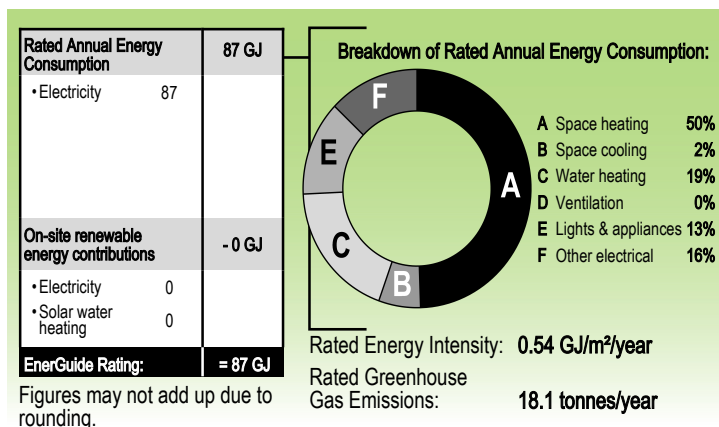 Rated Annual Energy Consumption 87 GJ
• Electricity 87
On-site renewable energy contributions - 0 GJ
• Electricity 0
• Solar water heating 0
EnerGuide Rating: = 87 GJ
Figures may not add up due to
rounding.
Breakdown of Rated Annual Energy Consumption:
F
E
A
C
B
A Space heating 50%
B Space cooling 2%
C Water heating 19%
D Ventilation 0%
E Lights & appliances 13%
F Other electrical 16%
Rated Energy Intensity: 0.54 GJ/m²/year
Rated Greenhouse
Gas Emissions: 18.1 tonnes/year